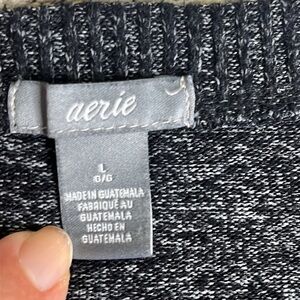 aerie
L
G/G
MADE IN GUATEMALA
FABRIQUÉ AU
GUATEMALA
HECHO EN
GUATEMALA